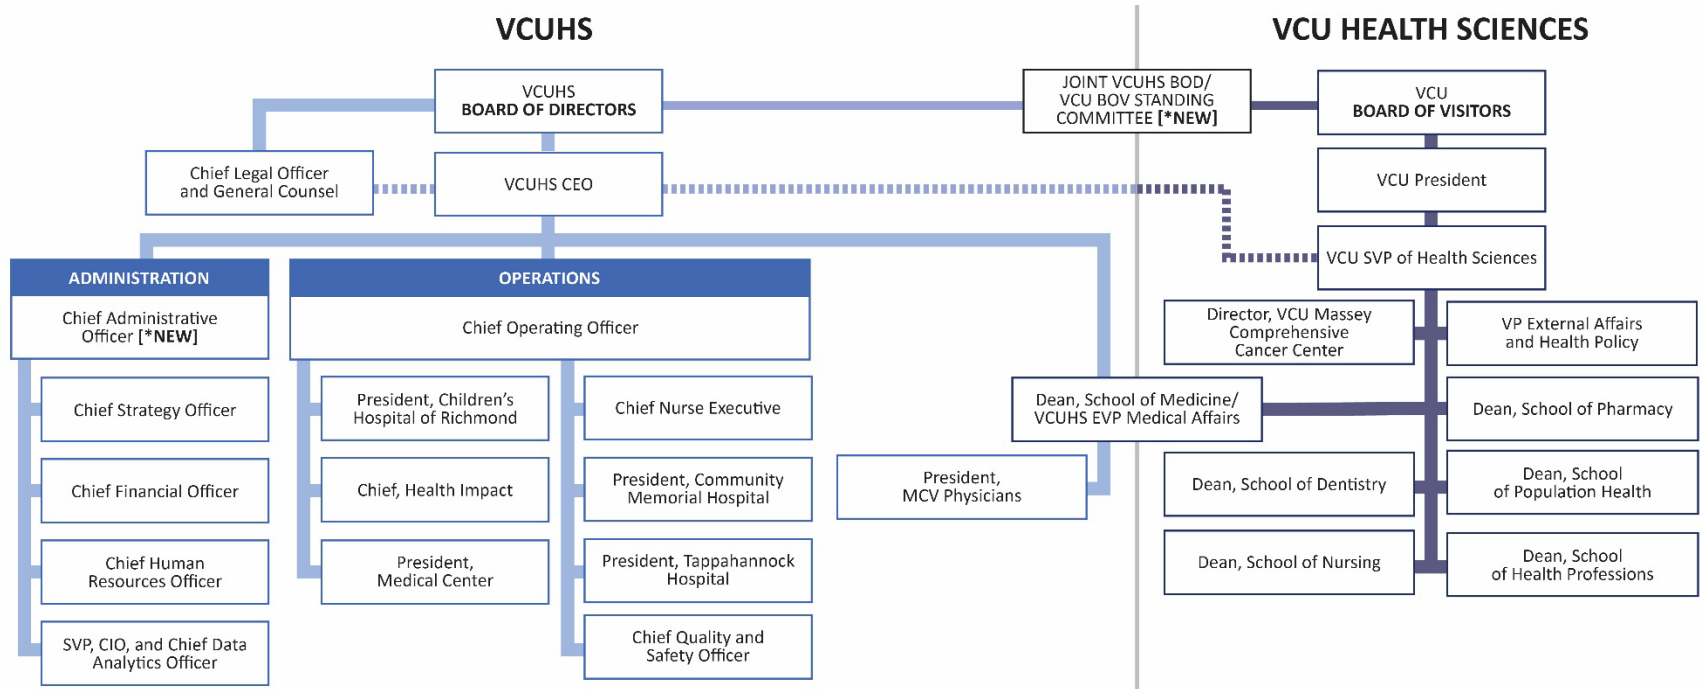 VCUHS
VCU HEALTH SCIENCES
VCUHS
BOARD OF DIRECTORS
JOINT VCUHS BOD/
VCU BOV STANDING
COMMITTEE [*NEW]
VCU
BOARD OF VISITORS
Chief Legal Officer
and General Counsel
VCUHS CEO
VCU President
VCU SVP of Health Sciences
ADMINISTRATION
Chief Administrative
Officer [*NEW]
OPERATIONS
Chief Operating Officer
Director, VCU Massey
Comprehensive
Cancer Center
VP External Affairs
and Health Policy
Chief Strategy Officer
President, Children's
Hospital of Richmond
Chief Nurse Executive
Dean, School of Medicine/
VCUHS EVP Medical Affairs
Dean, School of Pharmacy
Chief Financial Officer
Chief, Health Impact
President, Community
Memorial Hospital
President,
MCV Physicians
Dean, School of Dentistry
Dean, School
of Population Health
Chief Human
Resources Officer
President,
Medical Center
President, Tappahannock
Hospital
Dean, School of Nursing
Dean, School
of Health Professions
SVP, CIO, and Chief Data
Analytics Officer
Chief Quality and
Safety Officer